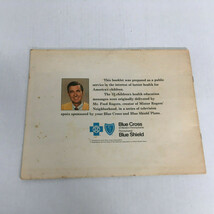 This booklet was prepared as a public
service in the interest of better health for
America's children.
The children's health education
messages were originally delivered by
Mr. Fred Rogers, creator of Mister Rogers
Neighborhood, in a series of television
spots sponsored by your Blue Cross and Blue Shield Plans.
Blue Cross
Blue Shield